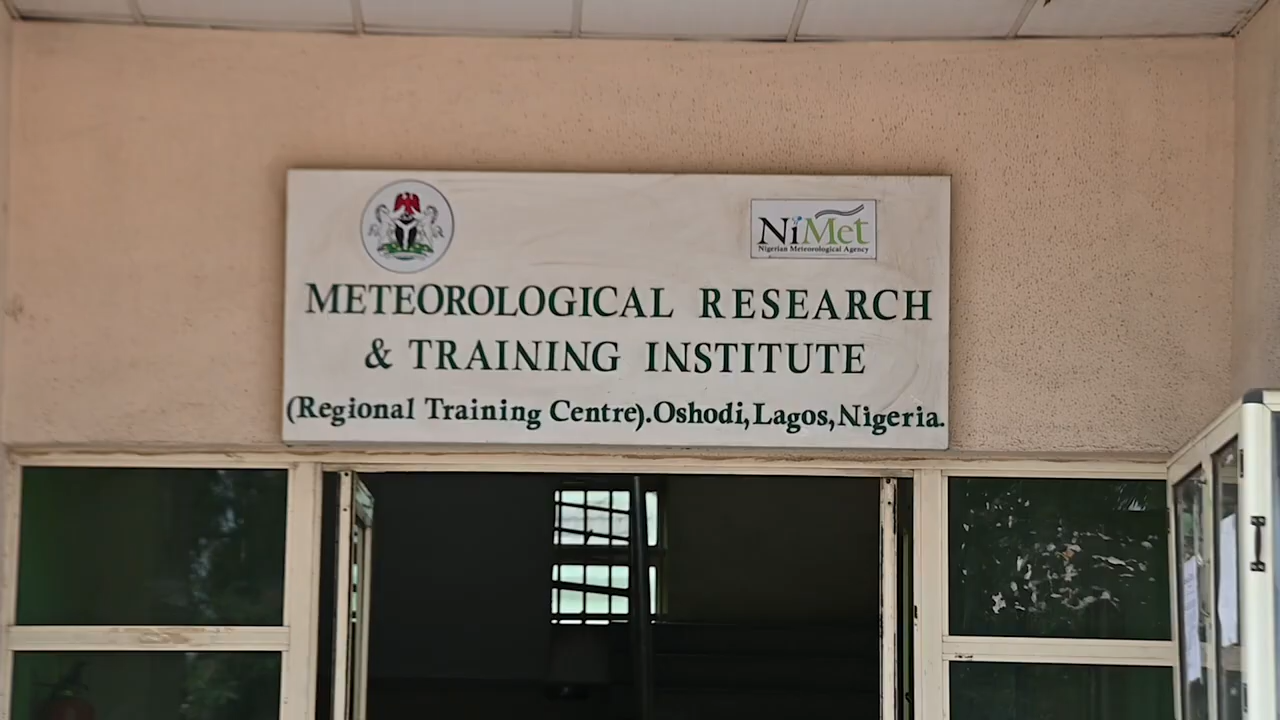 NiMet
Nigerian Meteorological Agency
METEOROLOGICAL RESEARCH
& TRAINING INSTITUTE
(Regional Training Centre).Oshodi,Lagos,Nigeria.